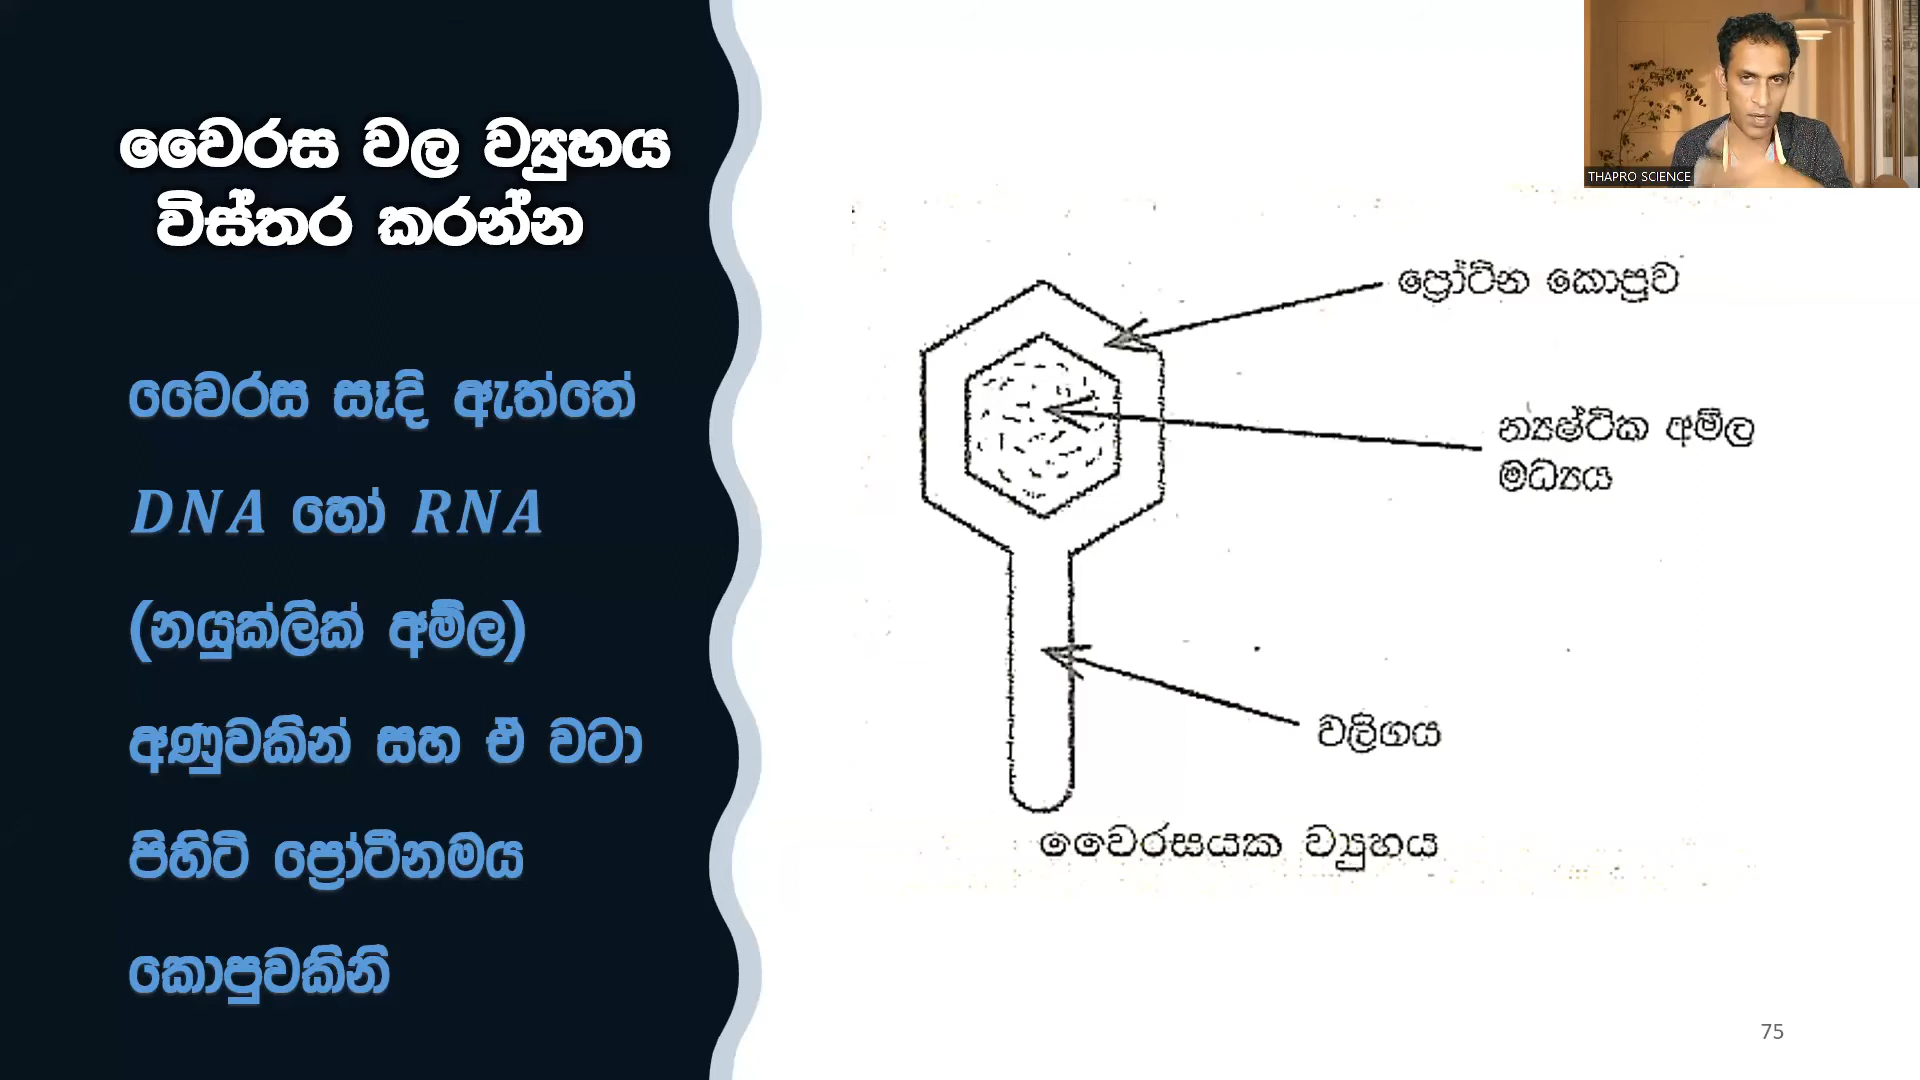 වෛරස වල ව්‍යුහය
විස්තර කරන්න
වෛරස සෑදි ඇත්තේ
DNA හෝ RNA
(නයුක්ලික් අම්ල)
අණුවකින් සහ ඒ වටා
පිහිටි ප්‍රෝටීනමය
කොපුවකිනි
THAPRO SCIENCE
ප්‍රෝටීන කොපුව
න්‍යෂ්ටික අම්ල
මධ්‍යය
වලිගය
වෛරසයක ව්‍යුහය
75